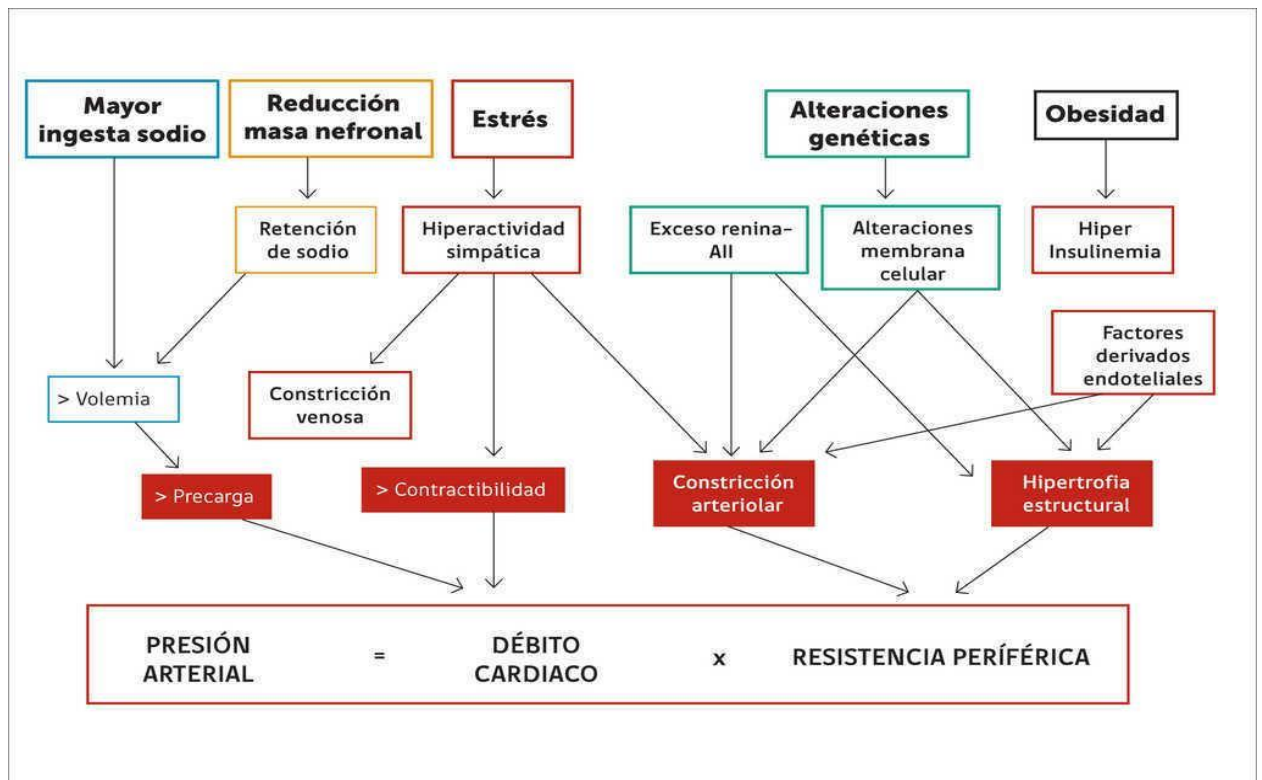 Mayor
ingesta sodio
Reducción
masa nefronal
Estrés
Alteraciones
genéticas
Obesidad
Retención
de sodio
Hiperactividad
simpática
Exceso renina-
AII
Alteraciones
membrana
celular
Hiper
Insulinemia
Factores
derivados
endoteliales
> Volemia
Constricción
venosa
> Precarga
> Contractibilidad
Constricción
arteriolar
Hipertrofia
estructural
PRESIÓN
ARTERIAL
=
DÉBITO
CARDIACO
x
RESISTENCIA PERÍFÉRICA